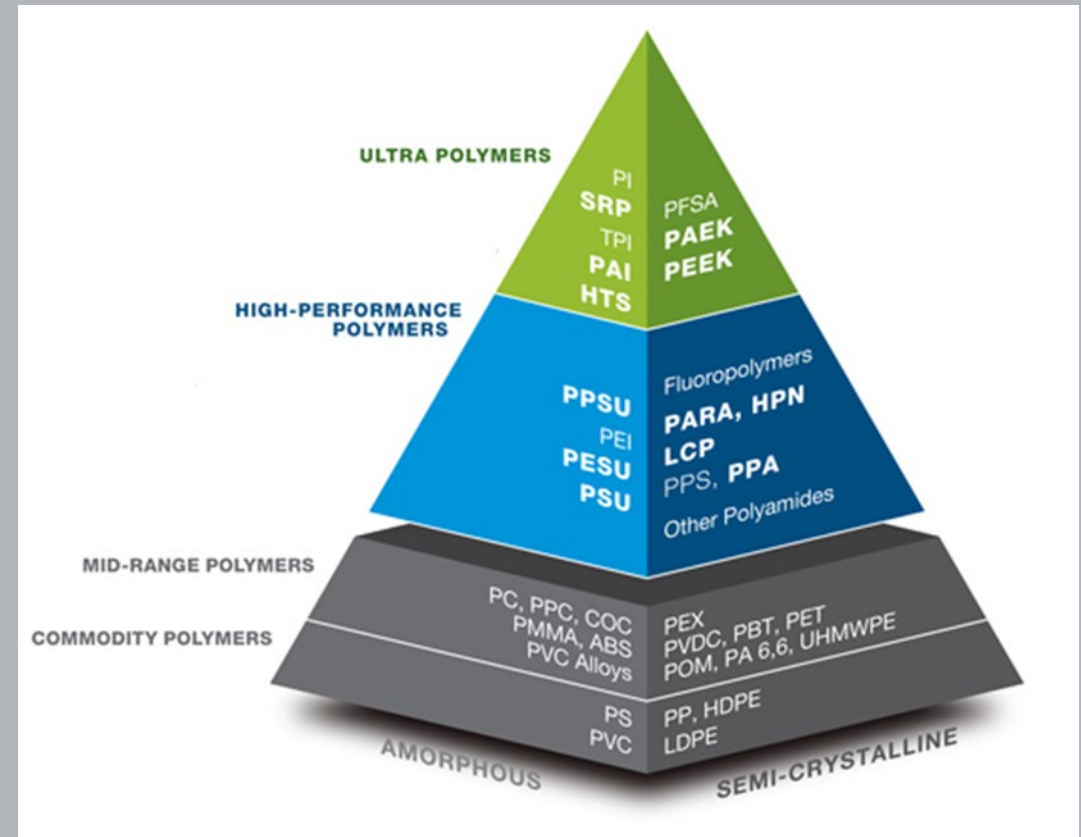 ULTRA POLYMERS
PI
SRP
TPI
PAI
HTS
PFSA
PAEK
PEEK
HIGH-PERFORMANCE
POLYMERS
PPSU
PEI
PESU
PSU
Fluoropolymers
PARA, HPN
LCP
PPS, PPA
Other Polyamides
MID-RANGE POLYMERS
PC, PPC, COC
PMMA, ABS
PVC Alloys
PEX
PVDC, PBT, PET
POM, PA 6,6, UHMWPE
COMMODITY POLYMERS
PS
PVC
PP, HDPE
LDPE
AMORPHOUS
SEMI-CRYSTALLINE